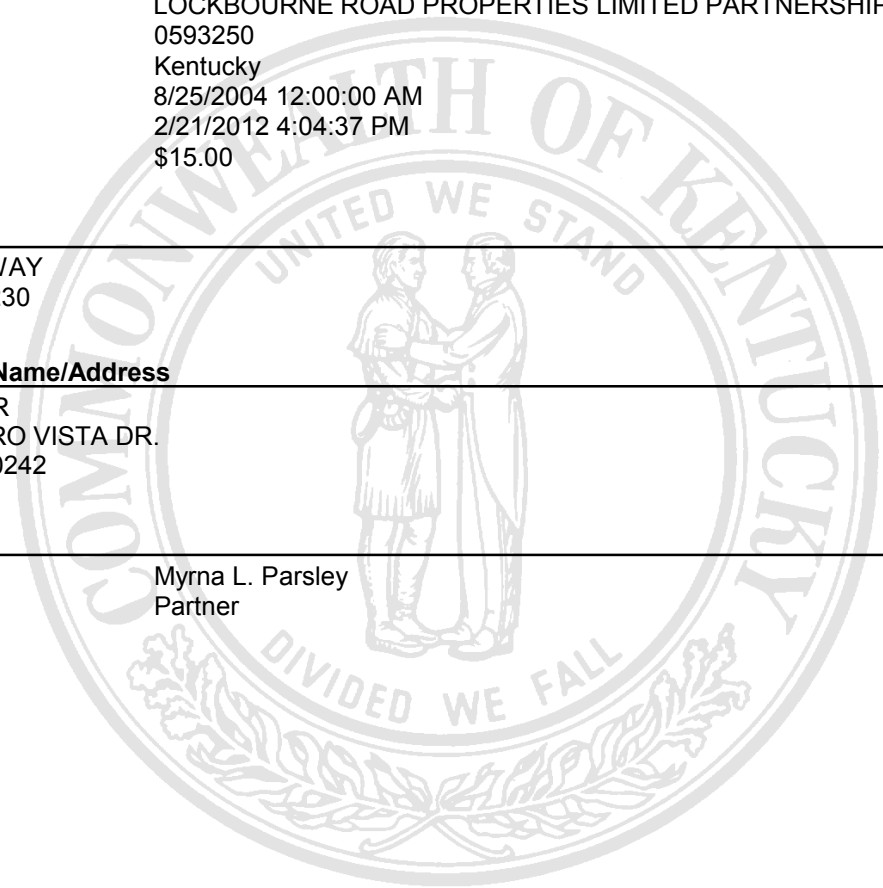 LOCKBOURNE ROAD PROPERTIES LIMITED PARTNERSHIP
0593250
Kentucky
8/25/2004 12:00:00 AM
2/21/2012 4:04:37 PM
$15.00
WAY
230
Name/Address
R
RO VISTA DR.
0242
Myrna L. Parsley
Partner
COMMONWEALTH OF KENTUCKY
UNITED WE STAND
DIVIDED WE FALL